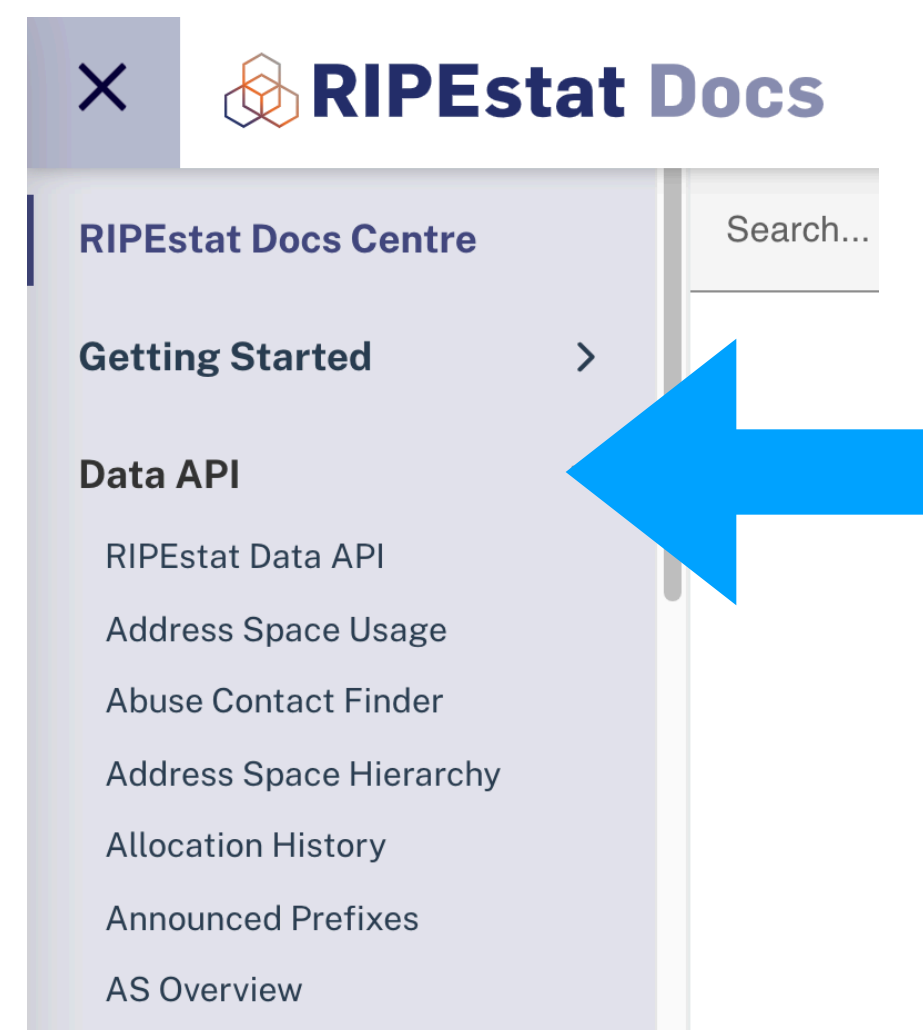 RIPEstat Docs
RIPEstat Docs Centre
Search...
Getting Started
Data API
RIPEstat Data API
Address Space Usage
Abuse Contact Finder
Address Space Hierarchy
Allocation History
Announced Prefixes
AS Overview